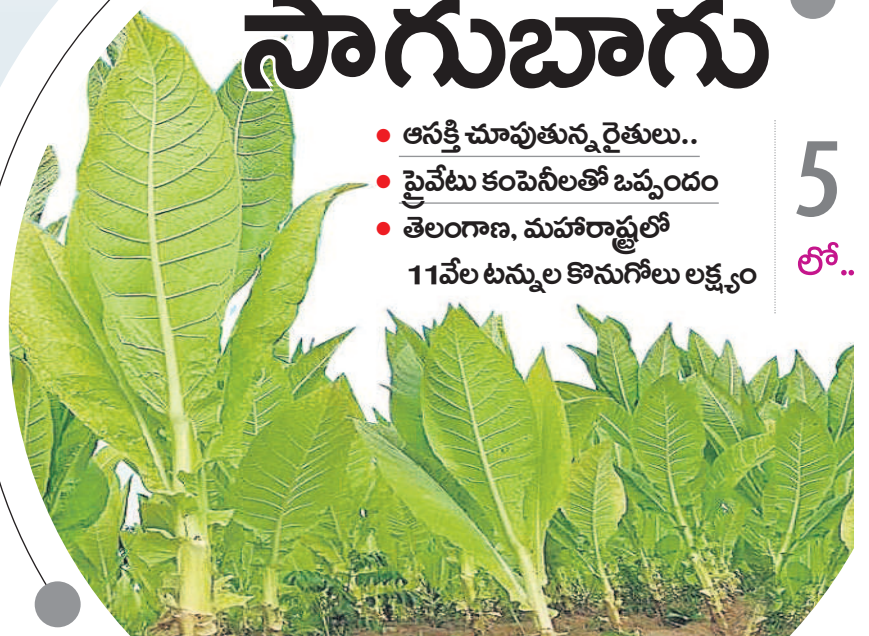 సాగుబాగు
ఆసక్తి చూపుతున్న రైతులు..
ప్రైవేటు కంపెనీలతో ఒప్పందం
తెలంగాణ, మహారాష్ట్రలో
11వేల టన్నుల కొనుగోలు లక్ష్యం
5
లో..